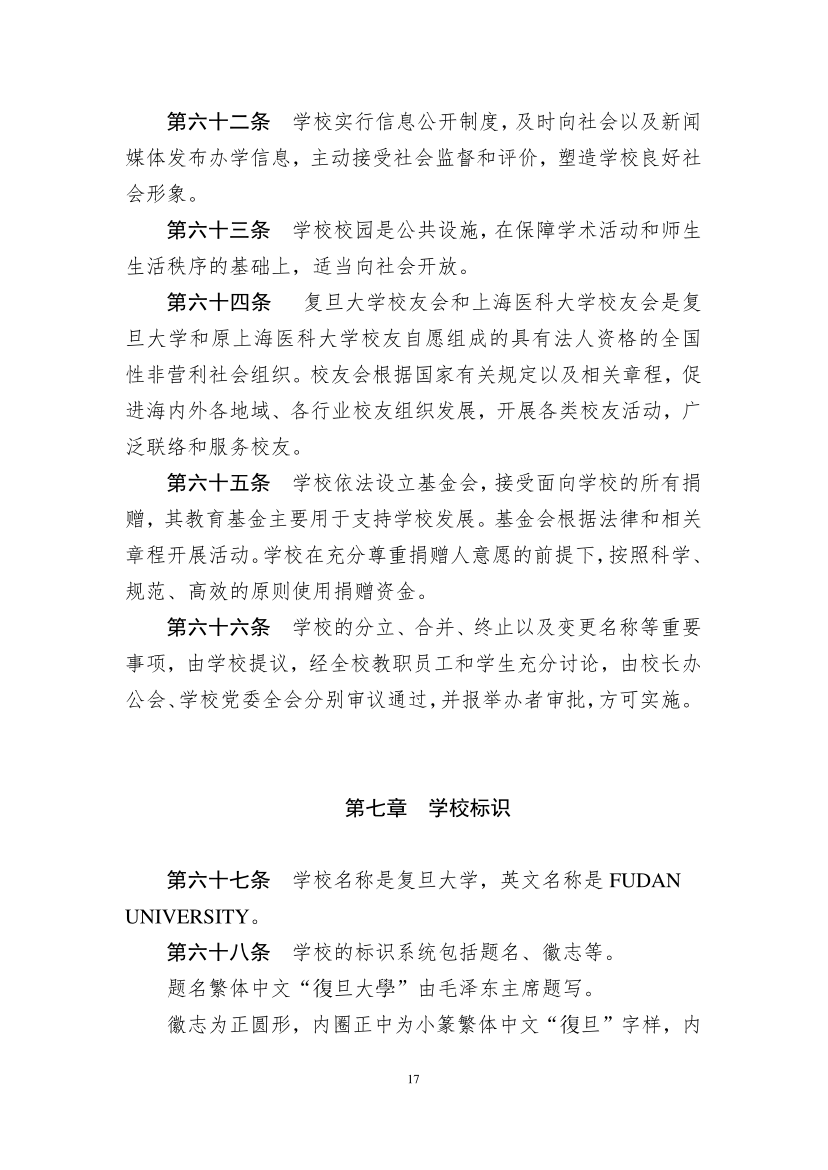 第六十二条　学校实行信息公开制度，及时向社会以及新闻
媒体发布办学信息，主动接受社会监督和评价，塑造学校良好社
会形象。
第六十三条　学校校园是公共设施，在保障学术活动和师生
生活秩序的基础上，适当向社会开放。
第六十四条　复旦大学校友会和上海医科大学校友会是复
旦大学和原上海医科大学校友自愿组成的具有法人资格的全国
性非营利社会组织。校友会根据国家有关规定以及相关章程，促
进海内外各地域、各行业校友组织发展，开展各类校友活动，广
泛联络和服务校友。
第六十五条　学校依法设立基金会，接受面向学校的所有捐
赠，其教育基金主要用于支持学校发展。基金会根据法律和相关
章程开展活动。学校在充分尊重捐赠人意愿的前提下，按照科学、
规范、高效的原则使用捐赠资金。
第六十六条　学校的分立、合并、终止以及变更名称等重要
事项，由学校提议，经全校教职员工和学生充分讨论，由校长办
公会、学校党委全会分别审议通过，并报举办者审批，方可实施。
第七章　学校标识
第六十七条　学校名称是复旦大学，英文名称是 FUDAN
UNIVERSITY。
第六十八条　学校的标识系统包括题名、徽志等。
题名繁体中文“復旦大學”由毛泽东主席题写。
徽志为正圆形，内圈正中为小篆繁体中文“復旦”字样，内
17